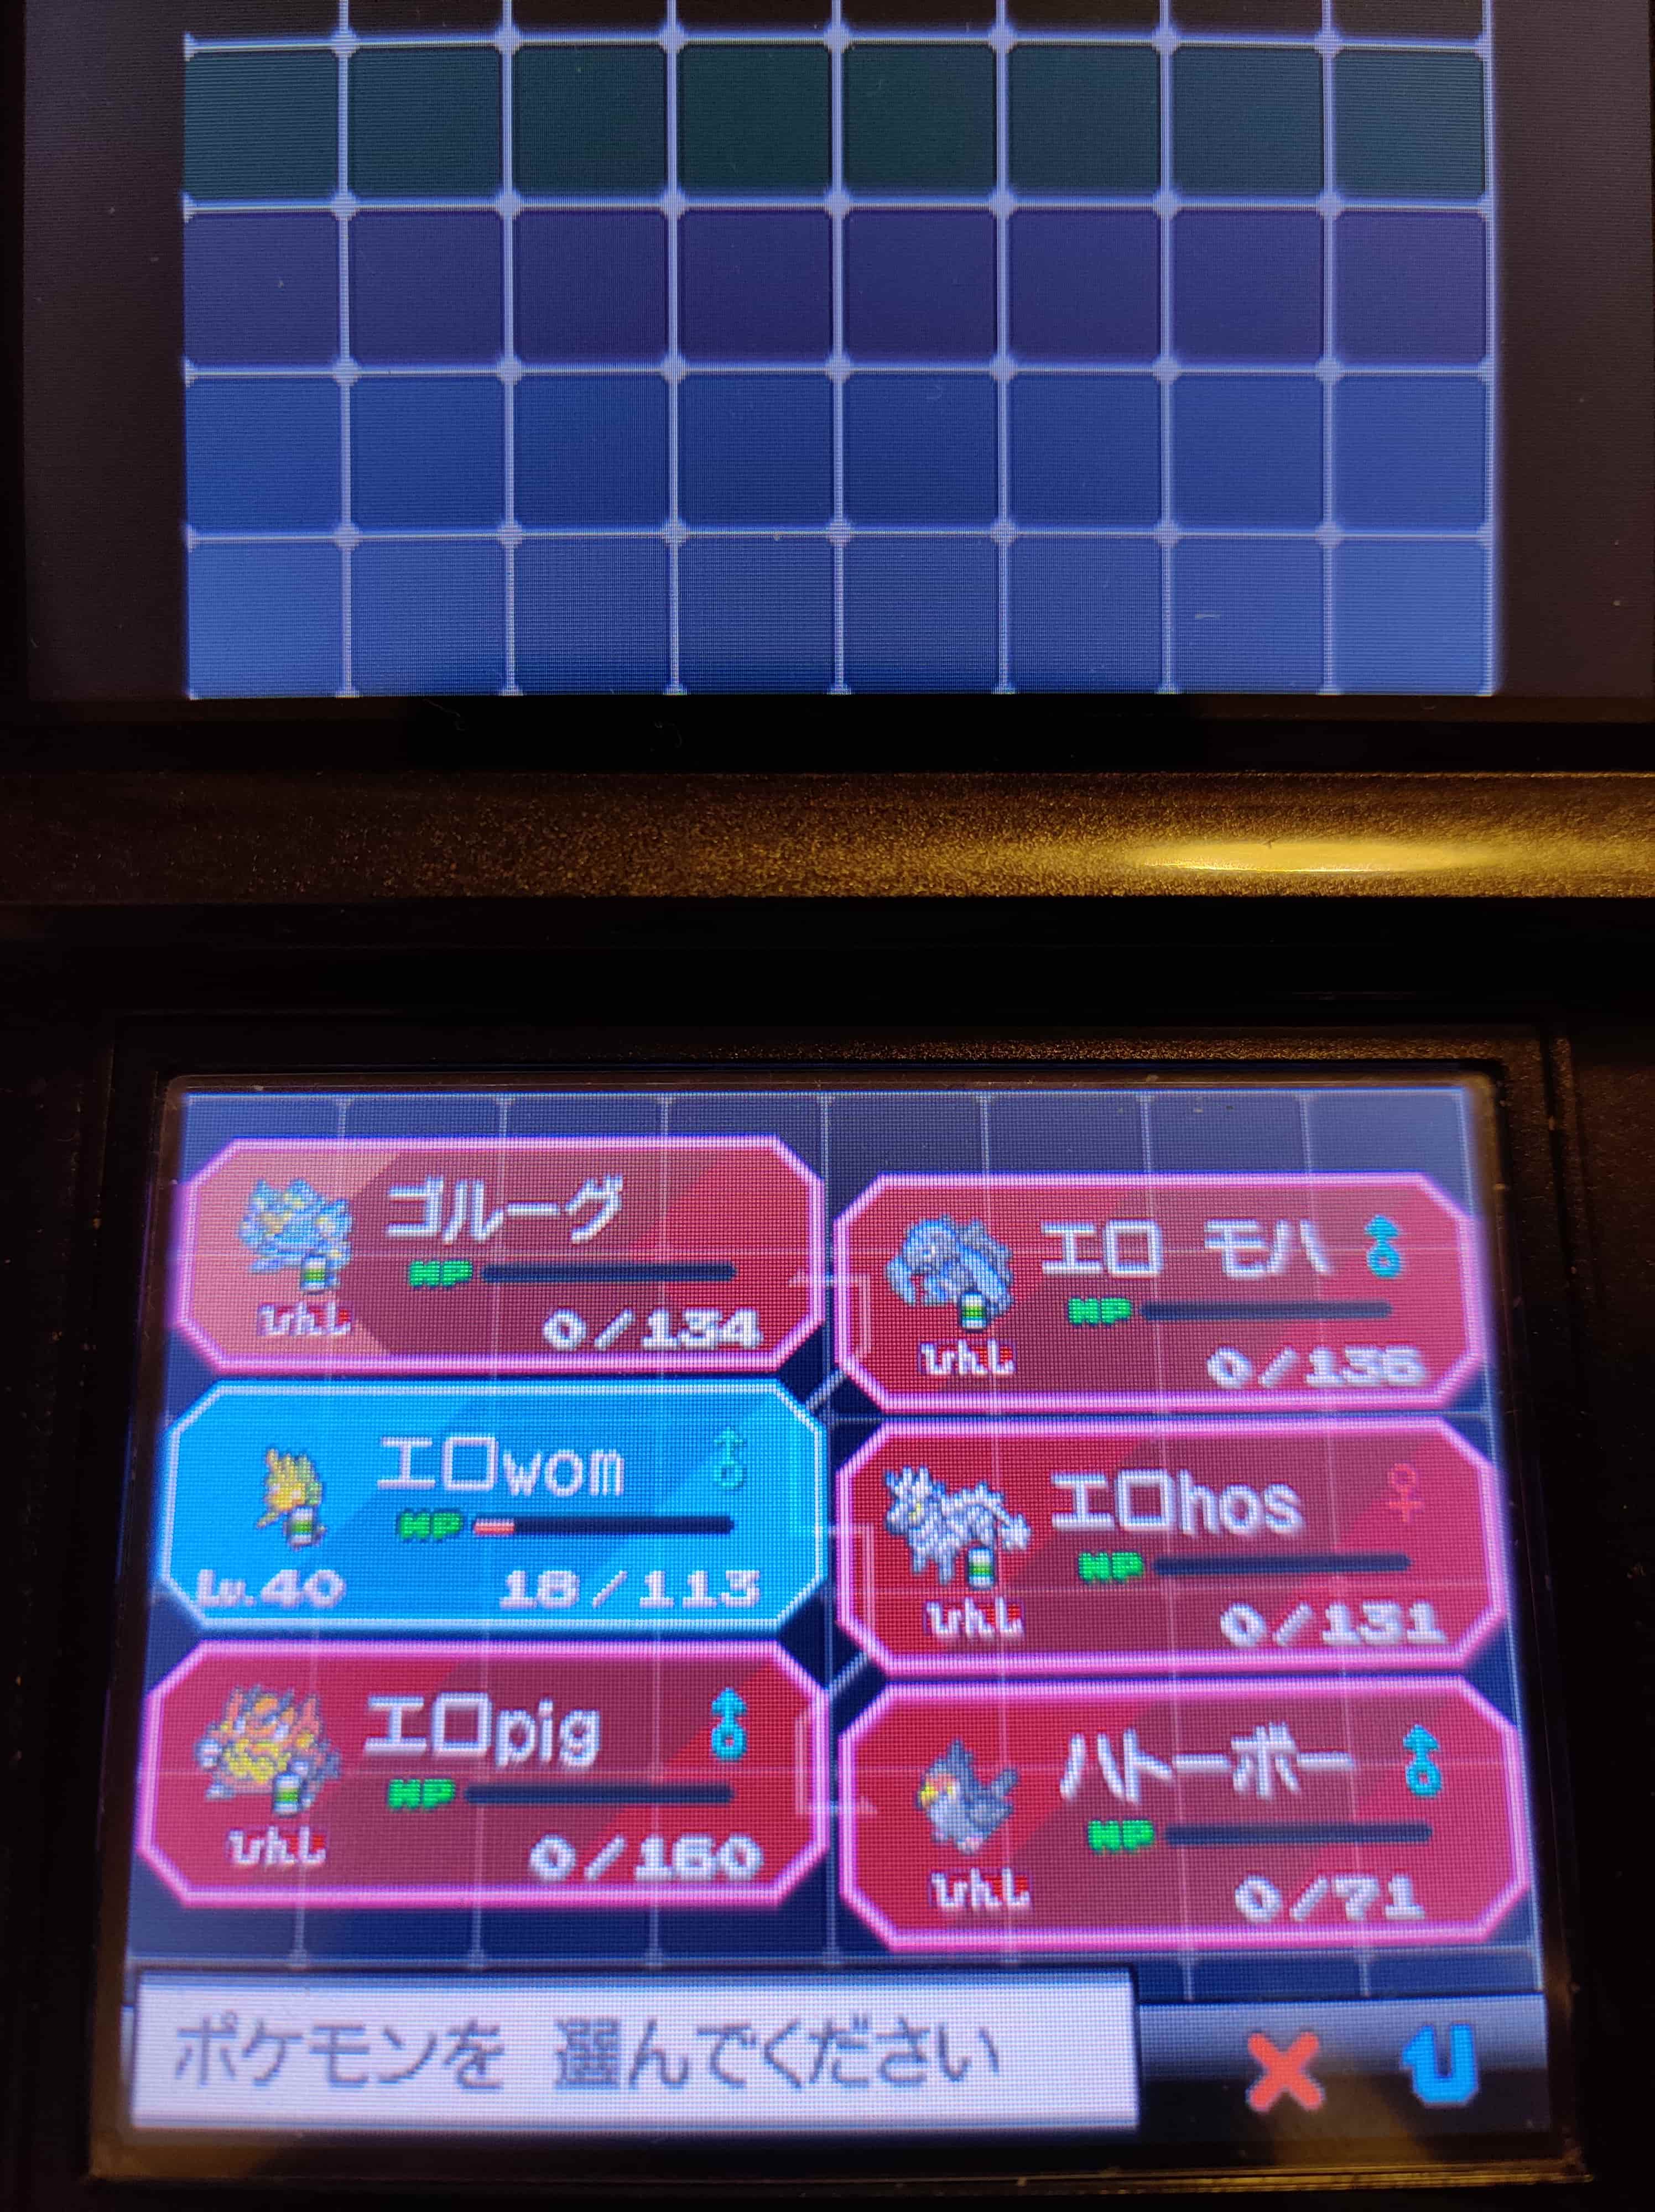 ゴルーグ
HP
ひんし 0/134
エロ モハ ♂
HP
ひんし 0/136
エロwom ♂
HP
Lv.40 18/113
エロhos ♀
HP
ひんし 0/131
エロpig ♂
HP
ひんし 0/160
ハトーボー ♂
HP
ひんし 0/71
ポケモンを 選んでください